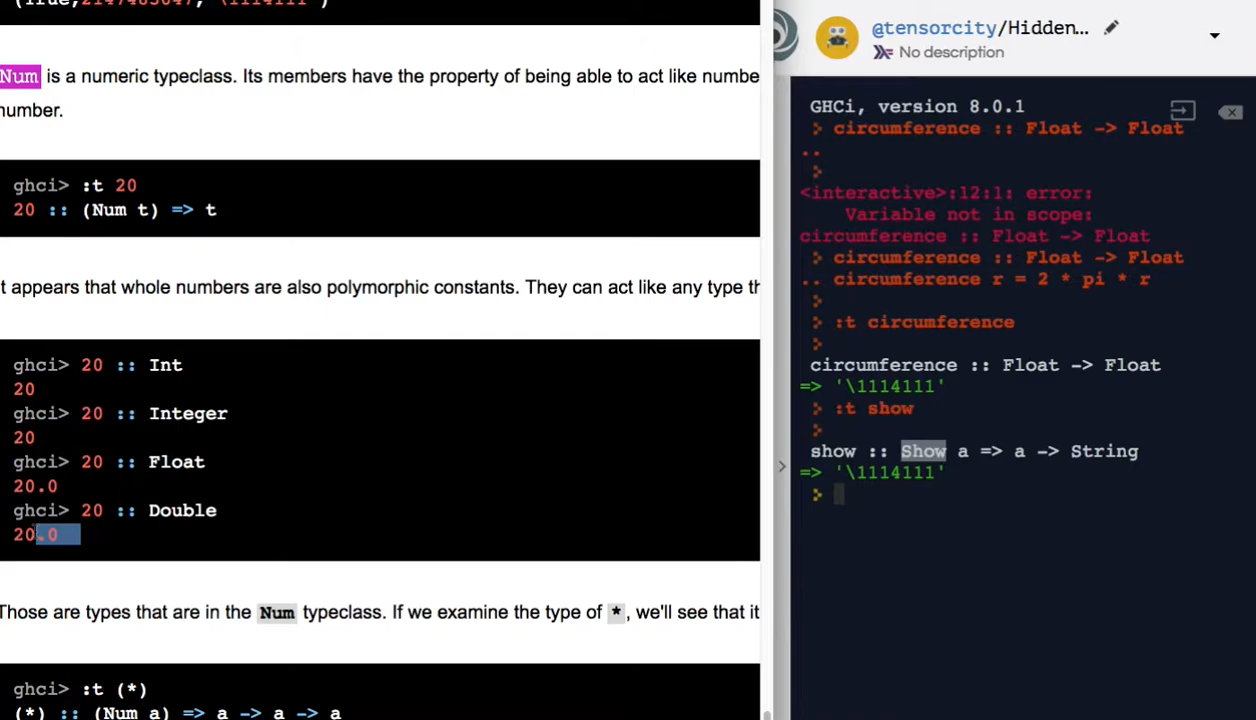 (True,2147483647,'\1114111')
Num is a numeric typeclass. Its members have the property of being able to act like numbe
number.
ghci> :t 20
20 :: (Num t) => t
t appears that whole numbers are also polymorphic constants. They can act like any type th
ghci> 20 :: Int
20
ghci> 20 :: Integer
20
ghci> 20 :: Float
20.0
ghci> 20 :: Double
20.0
Those are types that are in the Num typeclass. If we examine the type of *, we'll see that it
ghci> :t (*)
(*) :: (Num a) => a -> a -> a
@tensorcity/Hidden...
No description
GHCi, version 8.0.1
circumference :: Float -> Float
..
<interactive>:12:1: error:
Variable not in scope:
circumference :: Float -> Float
circumference :: Float -> Float
.. circumference r = 2 * pi * r
:t circumference
circumference :: Float -> Float
=> '\1114111'
:t show
show :: Show a => a -> String
=> '\1114111'